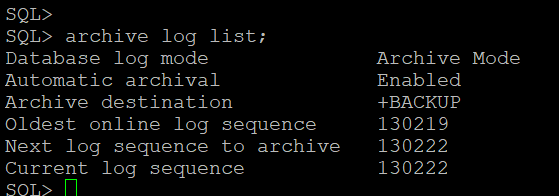 SQL>
SQL> archive log list;
Database log mode Archive Mode
Automatic archival Enabled
Archive destination +BACKUP
Oldest online log sequence 130219
Next log sequence to archive 130222
Current log sequence 130222
SQL>